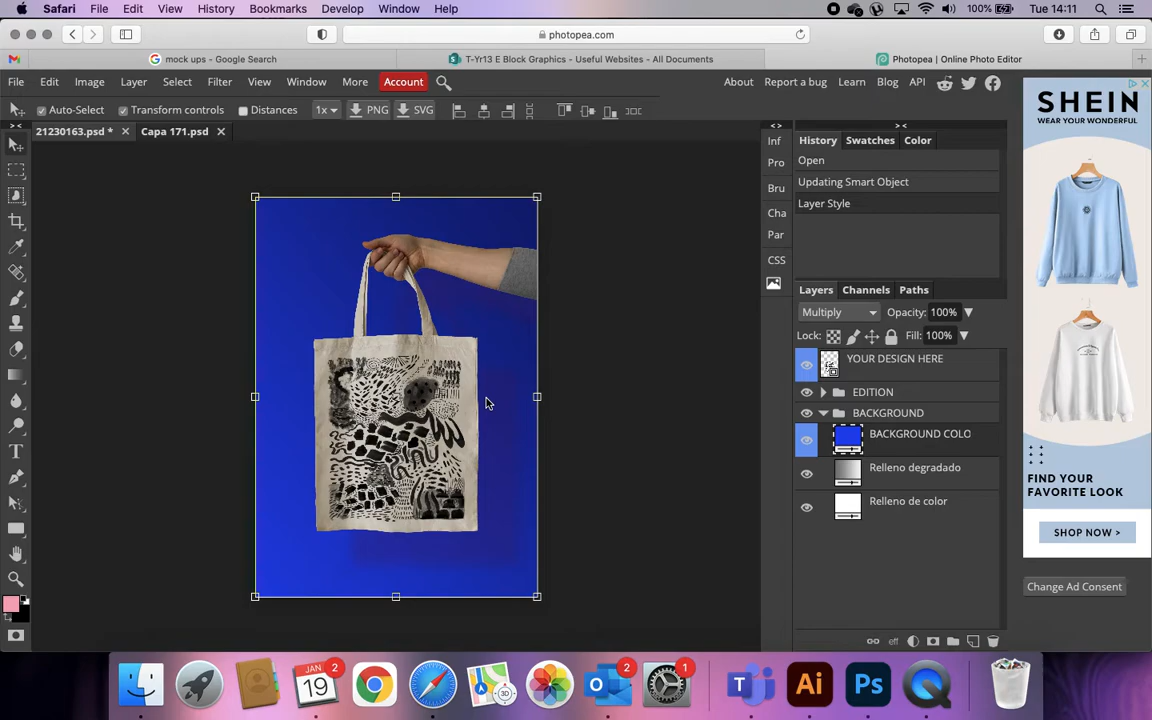 Safari File Edit View History Bookmarks Develop Window Help 100% Tue 14:11
photopea.com
mock ups - Google Search T-Yr13 E Block Graphics - Useful Websites - All Documents Photopea | Online Photo Editor
File Edit Image Layer Select Filter View Window More Account About Report a bug Learn Blog API
Auto-Select Transform controls Distances 1x PNG SVG
21230163.psd * Capa 171.psd
Inf
Pro
Bru
Cha
Par
CSS
History Swatches Color
Open
Updating Smart Object
Layer Style
Layers Channels Paths
Multiply Opacity: 100%
Lock: Fill: 100%
YOUR DESIGN HERE
EDITION
BACKGROUND
BACKGROUND COLO
Relleno degradado
Relleno de color
eff
SHEIN
WEAR YOUR WONDERFUL
FIND YOUR
FAVORITE LOOK
SHOP NOW >
Change Ad Consent
JAN
19
2
3D
2
1
Ai
Ps